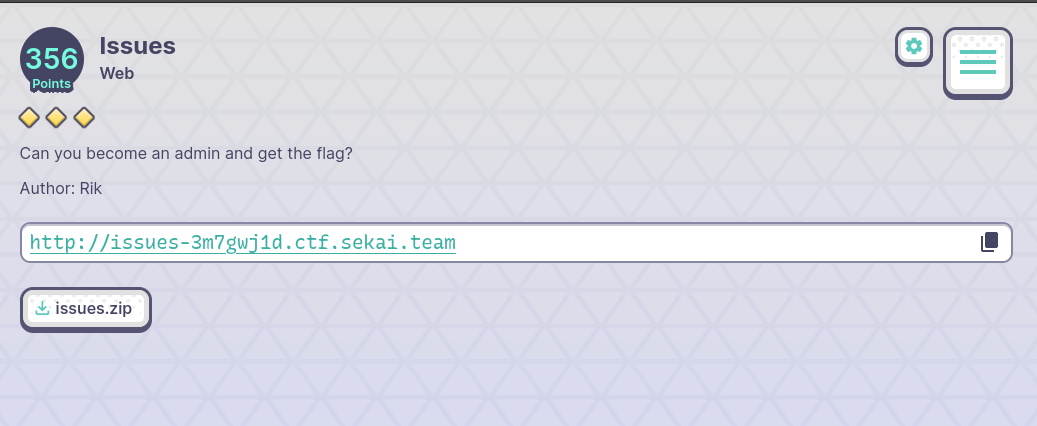 356
Points
Issues
Web
Can you become an admin and get the flag?
Author: Rik
http://issues-3m7gwj1d.ctf.sekai.team
issues.zip